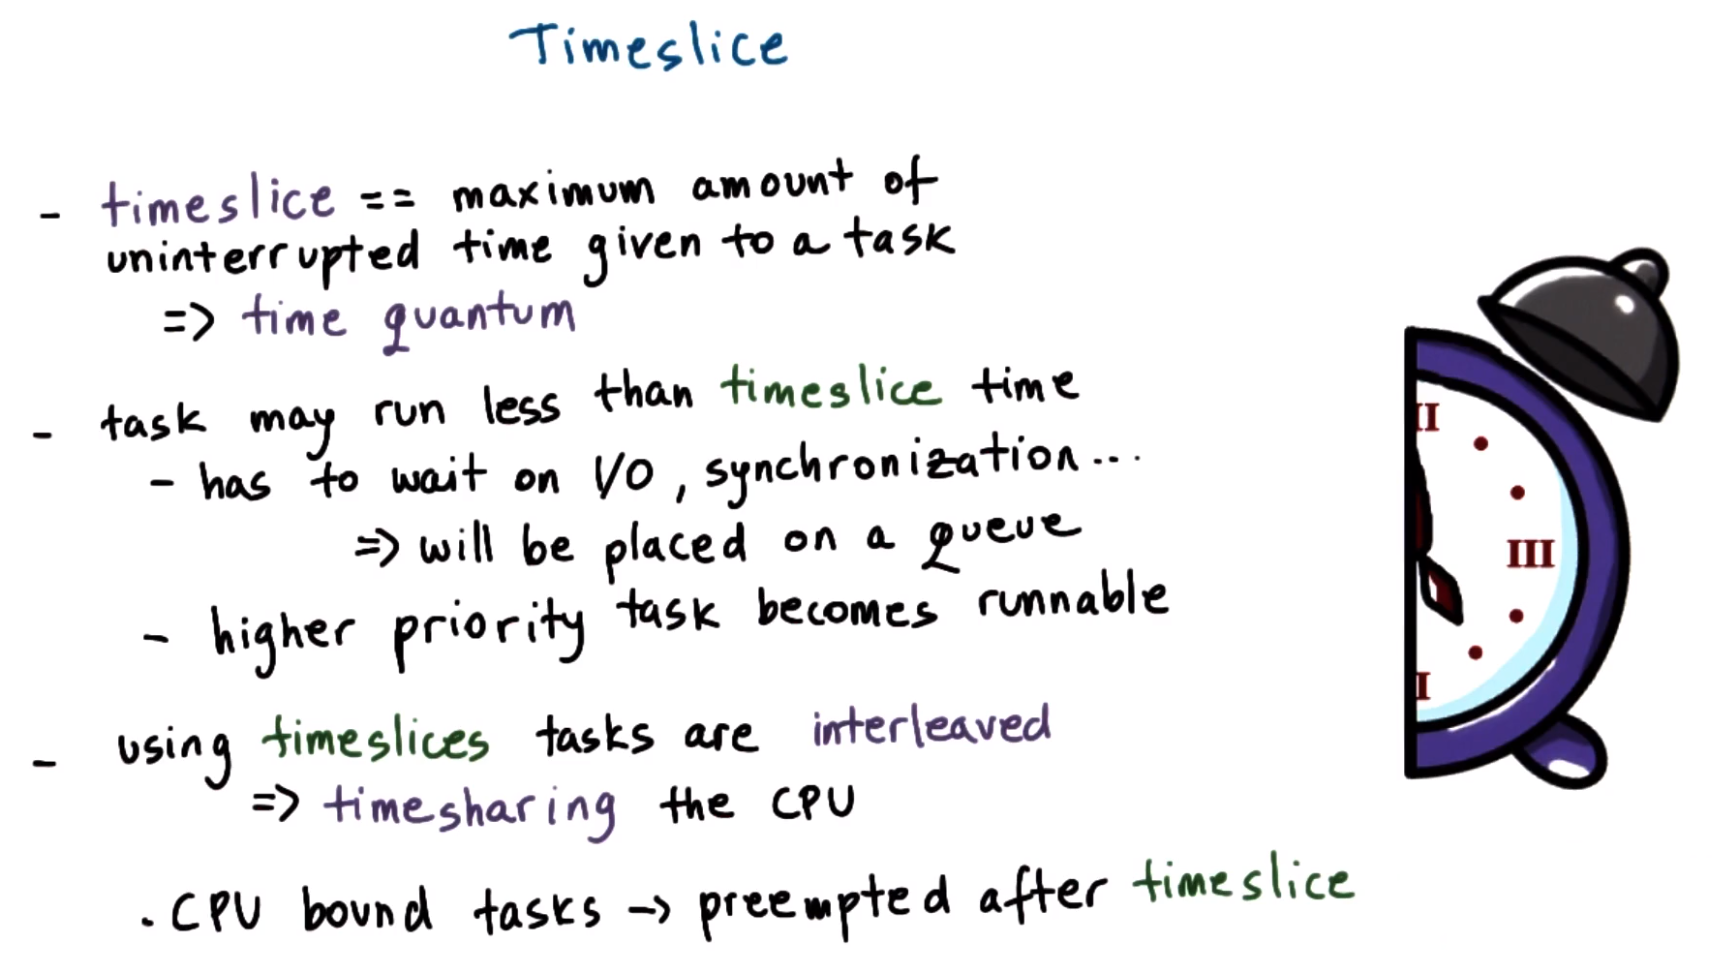 Timeslice
- timeslice == maximum amount of
uninterrupted time given to a task
=> time quantum
- task may run less than timeslice time
- has to wait on I/O, synchronization...
=> will be placed on a queue
- higher priority task becomes runnable
- using timeslices tasks are interleaved
=> timesharing the CPU
. CPU bound tasks -> preempted after timeslice
II
III
I